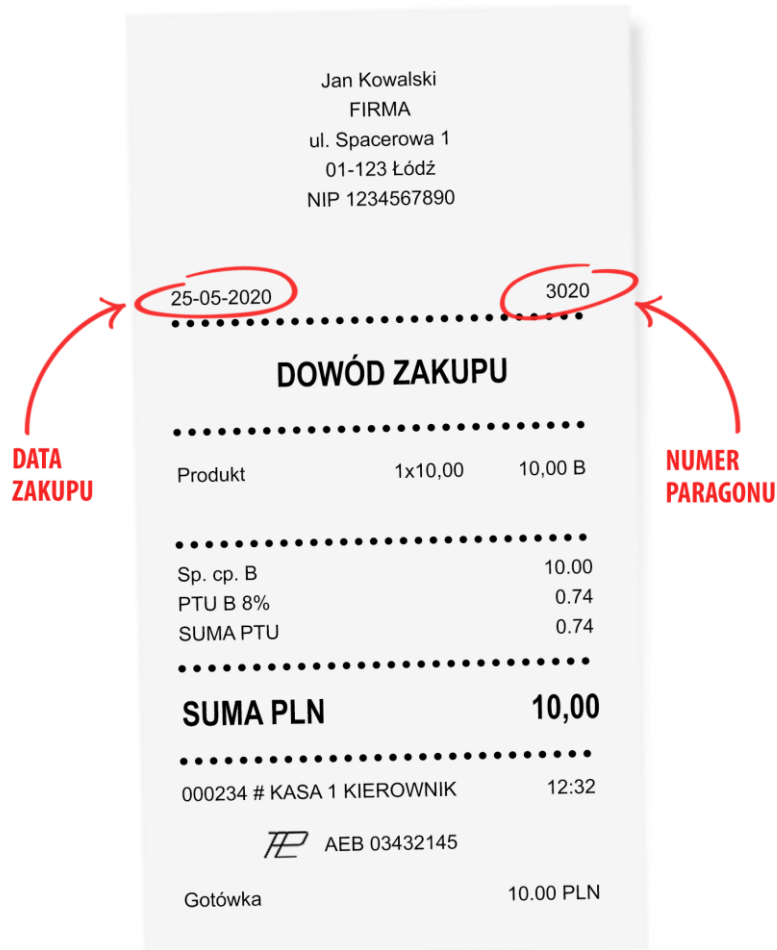 Jan Kowalski
FIRMA
ul. Spacerowa 1
01-123 Łódź
NIP 1234567890
25-05-2020 3020
DOWÓD ZAKUPU
DATA
ZAKUPU
NUMER
PARAGONU
Produkt 1x10,00 10,00 B
Sp. cp. B 10.00
PTU B 8% 0.74
SUMA PTU 0.74
SUMA PLN 10,00
000234 # KASA 1 KIEROWNIK 12:32
AEB 03432145
Gotówka 10.00 PLN